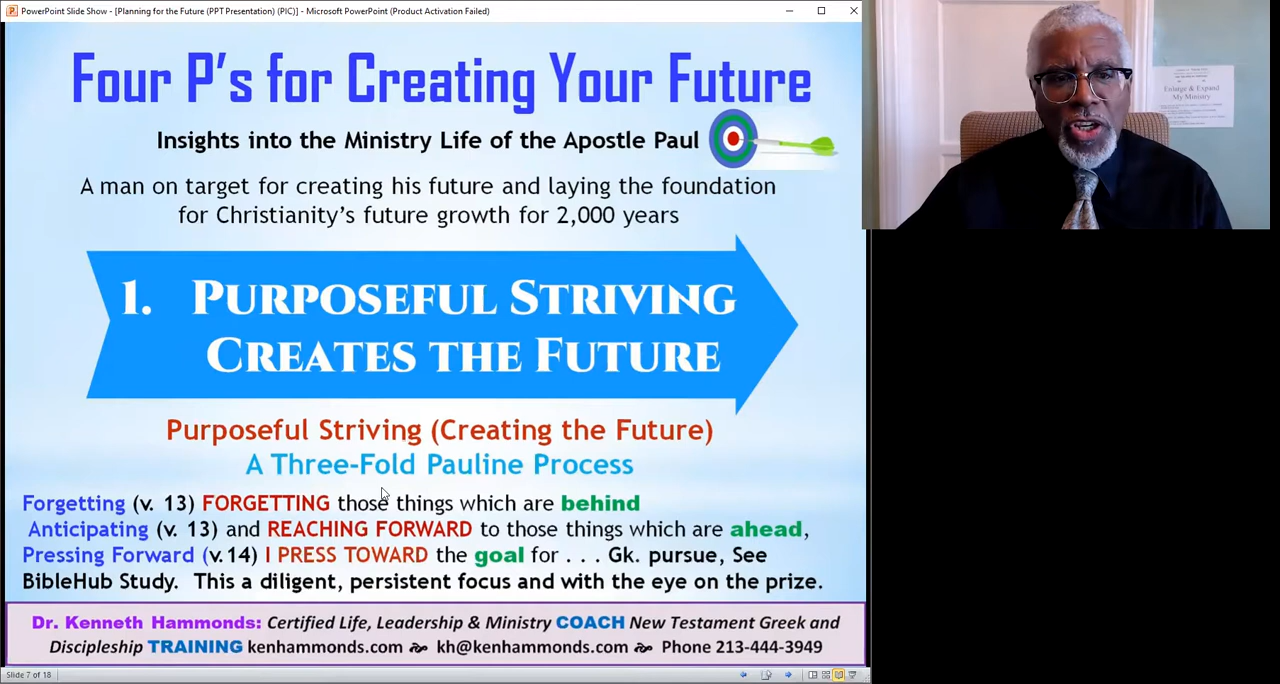 PowerPoint Slide Show - [Planning for the Future (PPT Presentation) (PIC)] - Microsoft PowerPoint (Product Activation Failed)
Four P's for Creating Your Future
Insights into the Ministry Life of the Apostle Paul
A man on target for creating his future and laying the foundation
for Christianity's future growth for 2,000 years
1. Purposeful Striving
Creates the Future
Purposeful Striving (Creating the Future)
A Three-Fold Pauline Process
Forgetting (v. 13) FORGETTING those things which are behind
Anticipating (v. 13) and REACHING FORWARD to those things which are ahead,
Pressing Forward (v.14) I PRESS TOWARD the goal for . . . Gk. pursue, See
BibleHub Study. This a diligent, persistent focus and with the eye on the prize.
Dr. Kenneth Hammonds: Certified Life, Leadership & Ministry COACH New Testament Greek and
Discipleship TRAINING kenhammonds.com kh@kenhammonds.com Phone 213-444-3949
Slide 7 of 18
Enlarge & Expand
My Ministry